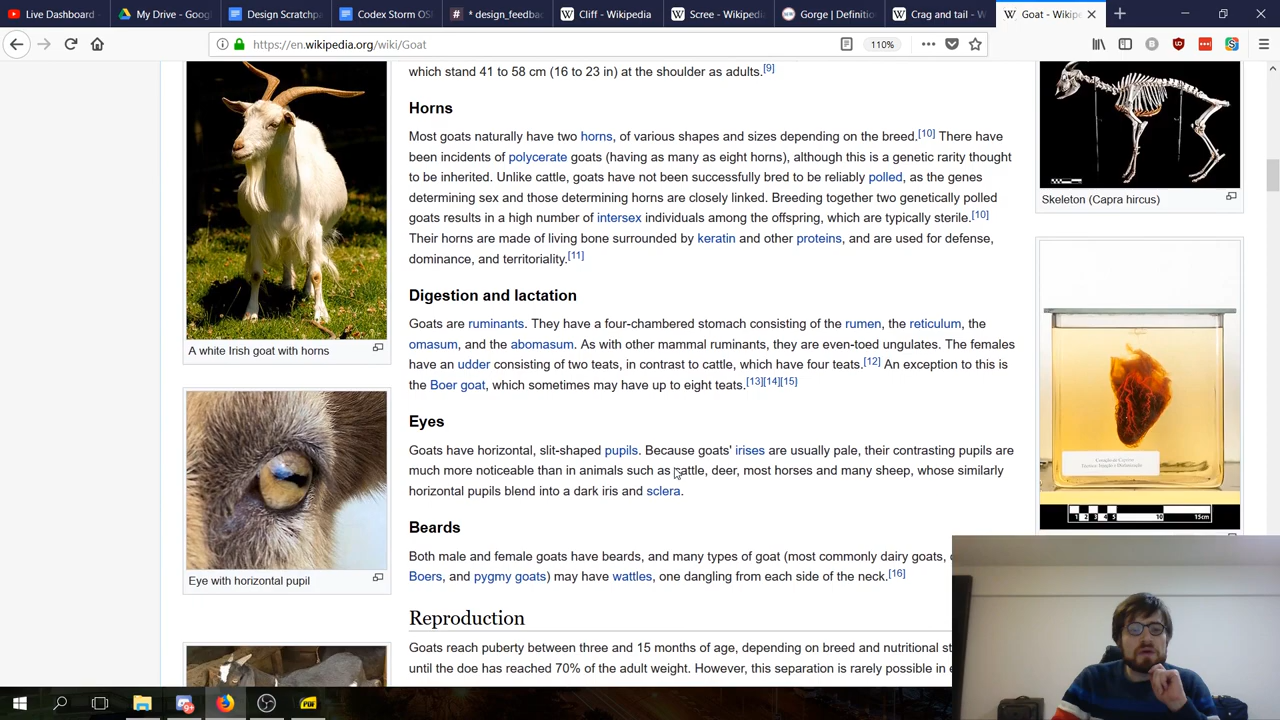 Live Dashboard
My Drive - Googl
Design Scratchp
Codex Storm OS
* design_feedbac
Cliff - Wikipedia
Scree - Wikipedi
Gorge | Definitio
Crag and tail - W
Goat - Wikipe
https://en.wikipedia.org/wiki/Goat
110%
which stand 41 to 58 cm (16 to 23 in) at the shoulder as adults.[9]
Horns
Most goats naturally have two horns, of various shapes and sizes depending on the breed.[10] There have
been incidents of polycerate goats (having as many as eight horns), although this is a genetic rarity thought
to be inherited. Unlike cattle, goats have not been successfully bred to be reliably polled, as the genes
determining sex and those determining horns are closely linked. Breeding together two genetically polled
goats results in a high number of intersex individuals among the offspring, which are typically sterile.[10]
Their horns are made of living bone surrounded by keratin and other proteins, and are used for defense,
dominance, and territoriality.[11]
Digestion and lactation
Goats are ruminants. They have a four-chambered stomach consisting of the rumen, the reticulum, the
omasum, and the abomasum. As with other mammal ruminants, they are even-toed ungulates. The females
have an udder consisting of two teats, in contrast to cattle, which have four teats.[12] An exception to this is
the Boer goat, which sometimes may have up to eight teats.[13][14][15]
Eyes
Goats have horizontal, slit-shaped pupils. Because goats' irises are usually pale, their contrasting pupils are
much more noticeable than in animals such as cattle, deer, most horses and many sheep, whose similarly
horizontal pupils blend into a dark iris and sclera.
Beards
Both male and female goats have beards, and many types of goat (most commonly dairy goats,
Boers, and pygmy goats) may have wattles, one dangling from each side of the neck.[16]
Reproduction
Goats reach puberty between three and 15 months of age, depending on breed and nutritional st
until the doe has reached 70% of the adult weight. However, this separation is rarely possible in e
A white Irish goat with horns
Eye with horizontal pupil
Skeleton (Capra hircus)
1 2 3 4 5 10 15cm
9+
PDF